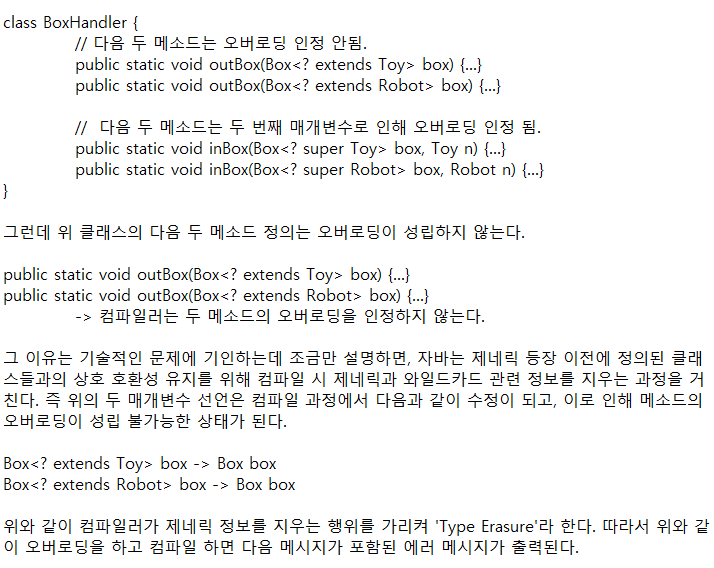 class BoxHandler {
// 다음 두 메소드는 오버로딩 인정 안됨.
public static void outBox(Box<? extends Toy> box) {...}
public static void outBox(Box<? extends Robot> box) {...}
// 다음 두 메소드는 두 번째 매개변수로 인해 오버로딩 인정 됨.
public static void inBox(Box<? super Toy> box, Toy n) {...}
public static void inBox(Box<? super Robot> box, Robot n) {...}
}
그런데 위 클래스의 다음 두 메소드 정의는 오버로딩이 성립하지 않는다.
public static void outBox(Box<? extends Toy> box) {...}
public static void outBox(Box<? extends Robot> box) {...}
-> 컴파일러는 두 메소드의 오버로딩을 인정하지 않는다.
그 이유는 기술적인 문제에 기인하는데 조금만 설명하면, 자바는 제네릭 등장 이전에 정의된 클래
스들과의 상호 호환성 유지를 위해 컴파일 시 제네릭과 와일드카드 관련 정보를 지우는 과정을 거
친다. 즉 위의 두 매개변수 선언은 컴파일 과정에서 다음과 같이 수정이 되고, 이로 인해 메소드의
오버로딩이 성립 불가능한 상태가 된다.
Box<? extends Toy> box -> Box box
Box<? extends Robot> box -> Box box
위와 같이 컴파일러가 제네릭 정보를 지우는 행위를 가리켜 'Type Erasure'라 한다. 따라서 위와 같
이 오버로딩을 하고 컴파일 하면 다음 메시지가 포함된 에러 메시지가 출력된다.